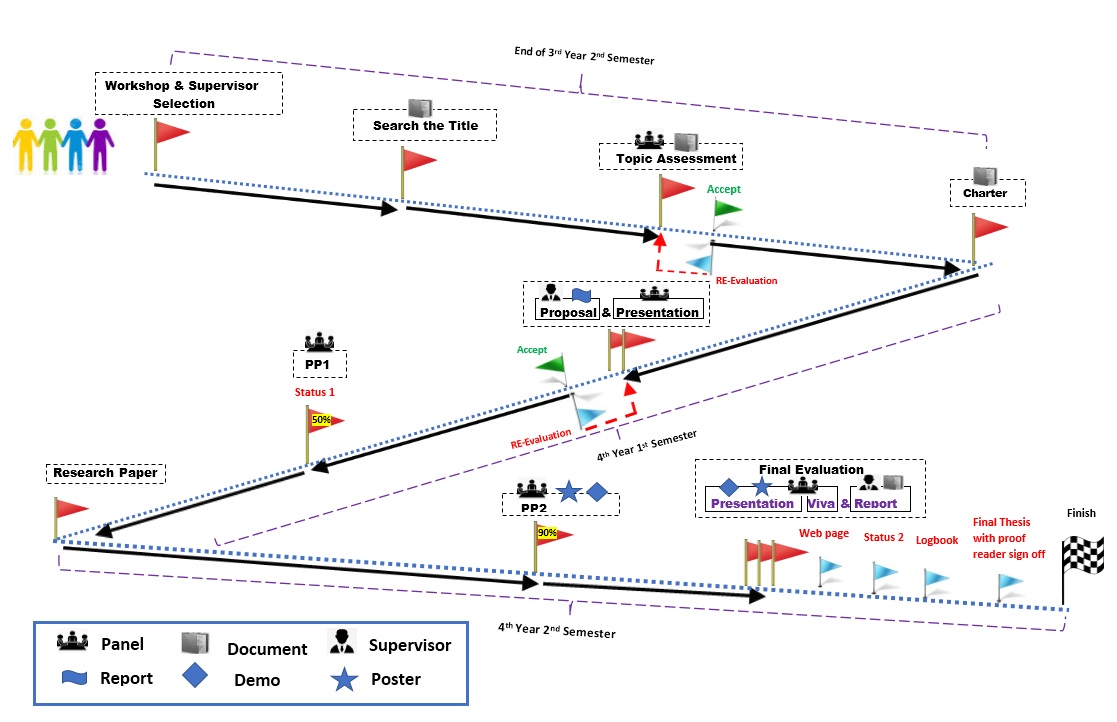 End of 3rd Year 2nd Semester
Workshop & Supervisor
Selection
Search the Title
Topic Assessment
Accept
Charter
RE-Evaluation
Proposal & Presentation
Accept
PP1
Status 1
50%
RE-Evaluation
4th Year 1st Semester
Research Paper
PP2
90%
Final Evaluation
Presentation Viva & Report
Web page
Status 2
Logbook
Final Thesis
with proof
reader sign off
Finish
4th Year 2nd Semester
Panel
Document
Supervisor
Report
Demo
Poster